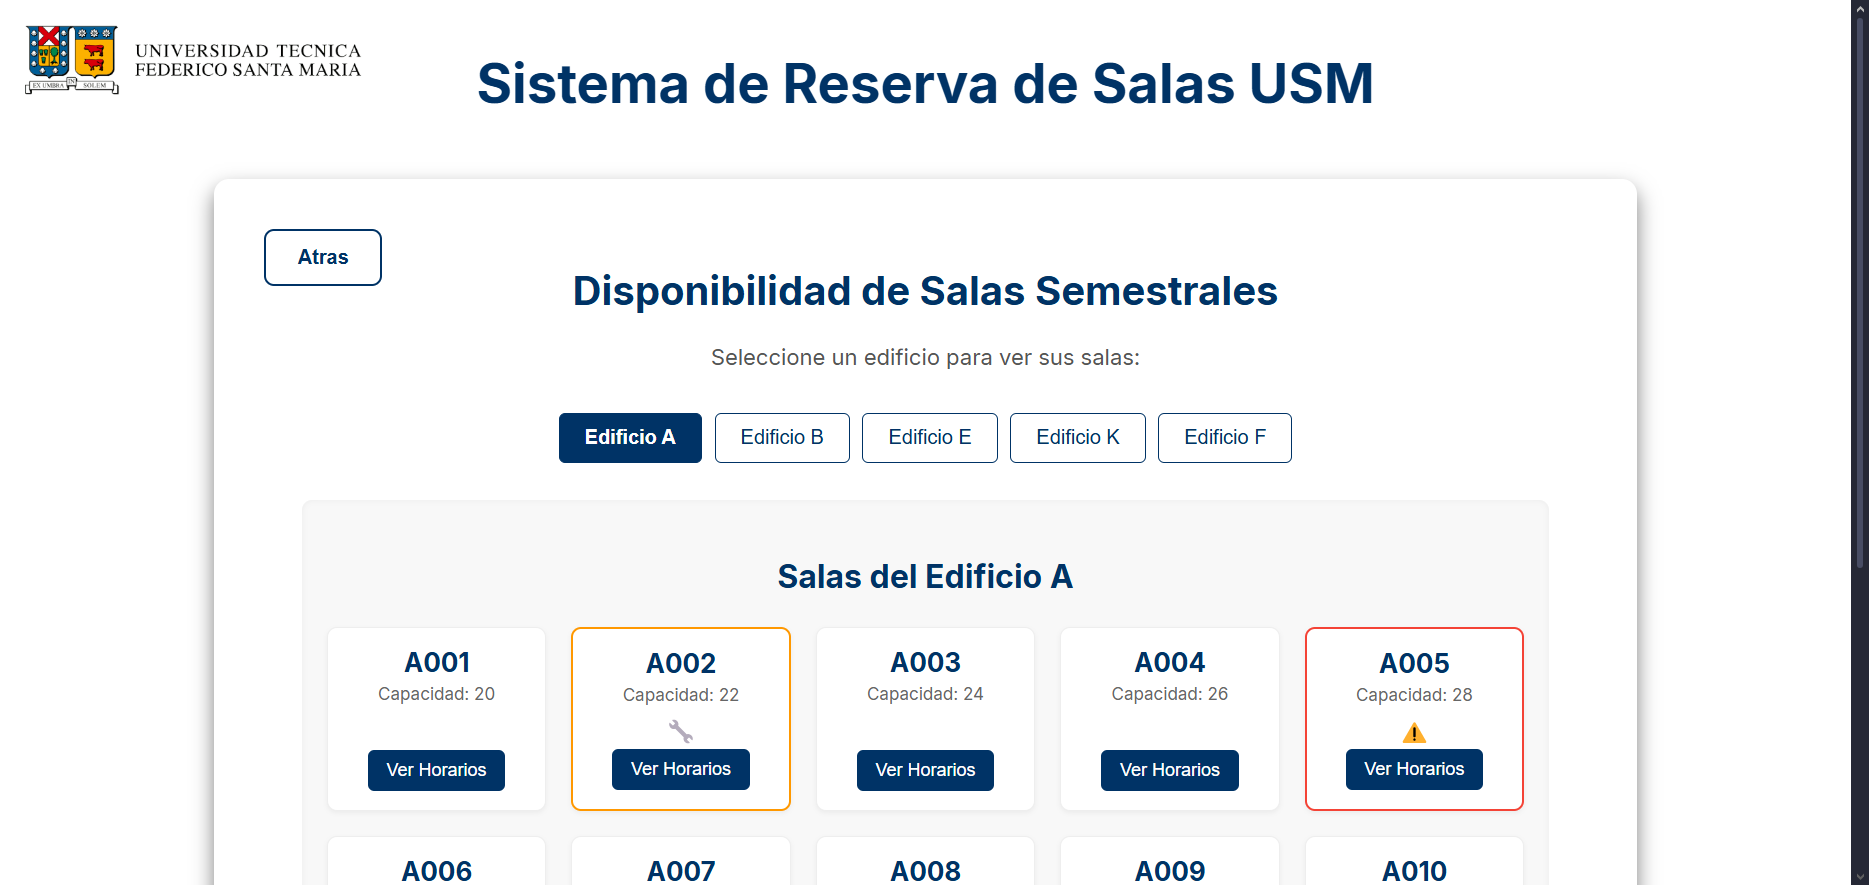 UNIVERSIDAD TECNICA
FEDERICO SANTA MARIA
EX UMBRA IN SOLEM
Sistema de Reserva de Salas USM
Atras
Disponibilidad de Salas Semestrales
Seleccione un edificio para ver sus salas:
Edificio A Edificio B Edificio E Edificio K Edificio F
Salas del Edificio A
A001 A002 A003 A004 A005
Capacidad: 20 Capacidad: 22 Capacidad: 24 Capacidad: 26 Capacidad: 28
Ver Horarios Ver Horarios Ver Horarios Ver Horarios Ver Horarios
A006 A007 A008 A009 A010